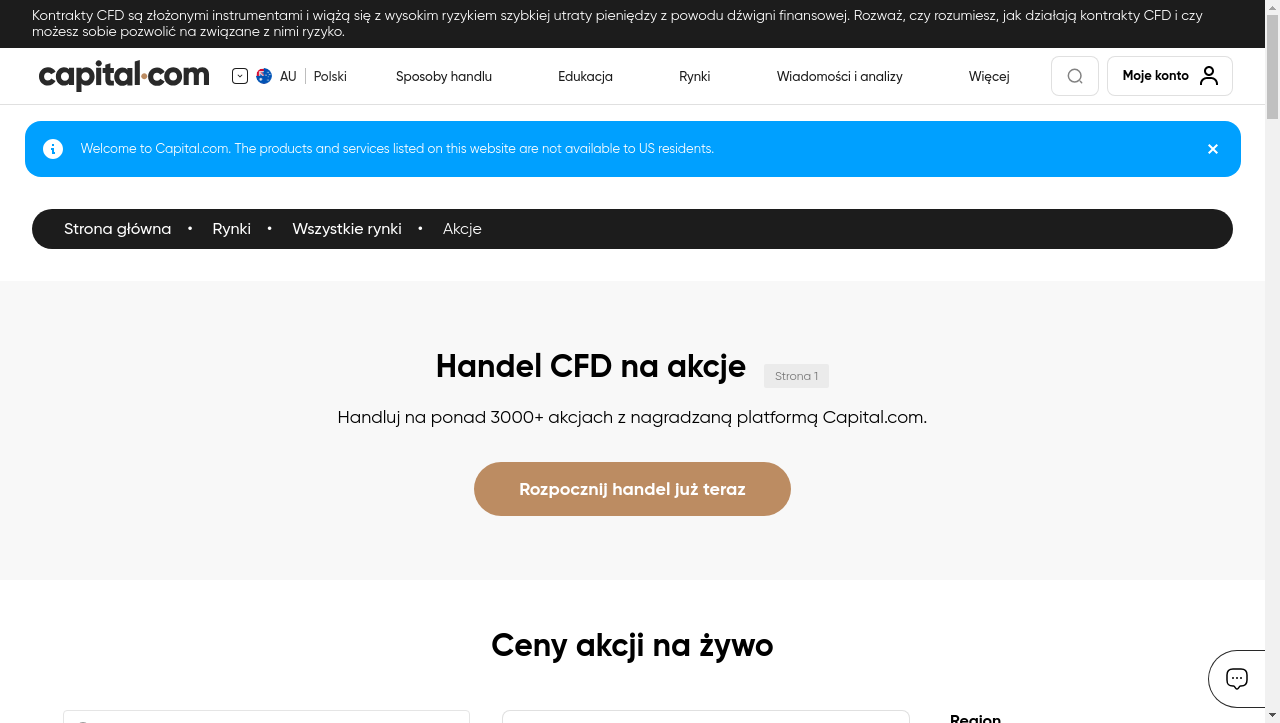 Kontrakty CFD są złożonymi instrumentami i wiążą się z wysokim ryzykiem szybkiej utraty pieniędzy z powodu dźwigni finansowej. Rozważ, czy rozumiesz, jak działają kontrakty CFD i czy
możesz sobie pozwolić na związane z nimi ryzyko.
capital.com AU Polski Sposoby handlu Edukacja Rynki Wiadomości i analizy Więcej Moje konto
Welcome to Capital.com. The products and services listed on this website are not available to US residents.
Strona główna • Rynki • Wszystkie rynki • Akcje
Handel CFD na akcje Strona 1
Handluj na ponad 3000+ akcjach z nagradzaną platformą Capital.com.
Rozpocznij handel już teraz
Ceny akcji na żywo
Region